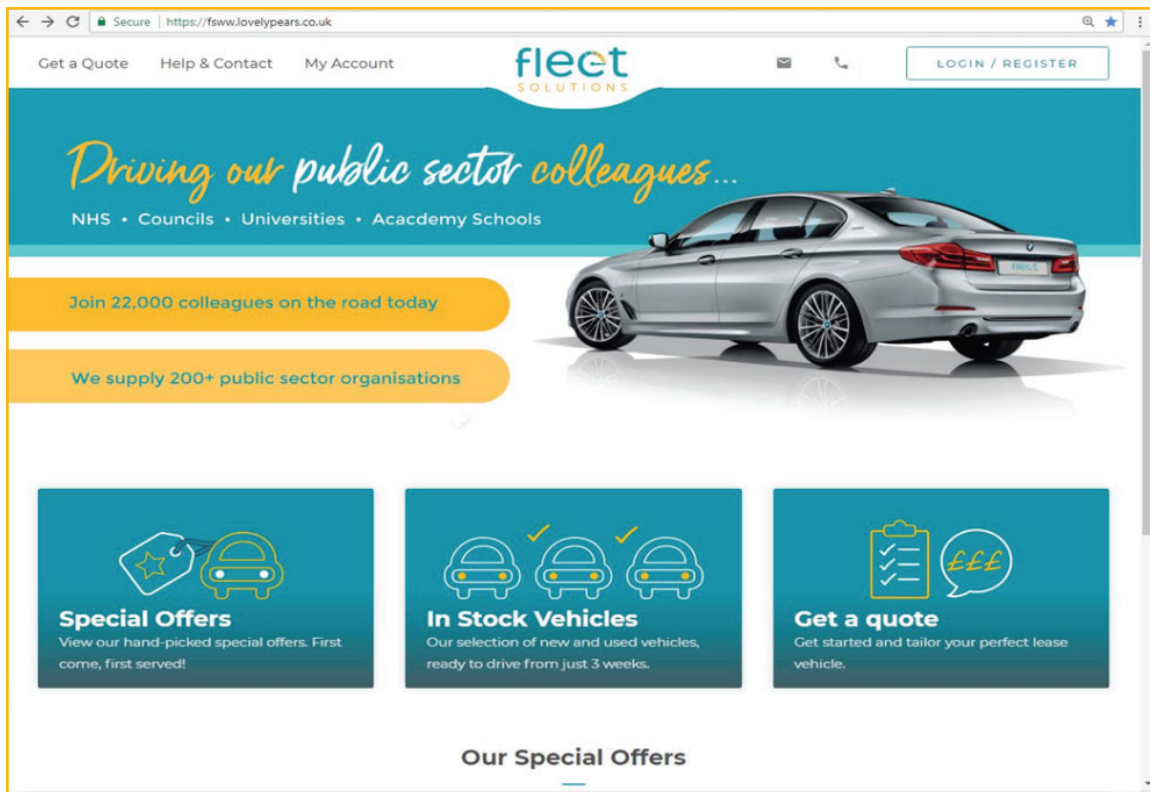 Secure | https://fsww.lovelypears.co.uk
Get a Quote Help & Contact My Account
fleet
SOLUTIONS
LOGIN / REGISTER
Driving our public sector colleagues...
NHS • Councils • Universities • Acacdemy Schools
fleet
Join 22,000 colleagues on the road today
We supply 200+ public sector organisations
Special Offers
View our hand-picked special offers. First
come, first served!
In Stock Vehicles
Our selection of new and used vehicles,
ready to drive from just 3 weeks.
£££
Get a quote
Get started and tailor your perfect lease
vehicle.
Our Special Offers